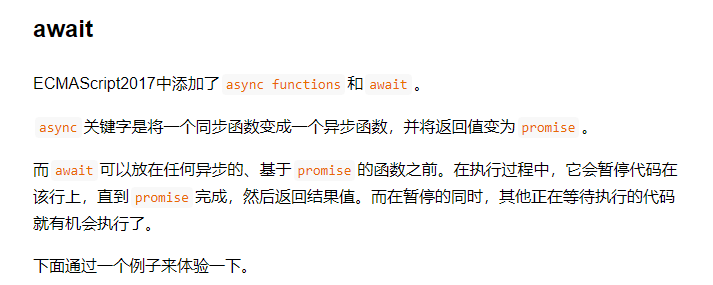 await
ECMAScript2017中添加了 async functions 和 await 。
async 关键字是将一个同步函数变成一个异步函数，并将返回值变为 promise 。
而 await 可以放在任何异步的、基于 promise 的函数之前。在执行过程中，它会暂停代码在
该行上，直到 promise 完成，然后返回结果值。而在暂停的同时，其他正在等待执行的代码
就有机会执行了。
下面通过一个例子来体验一下。